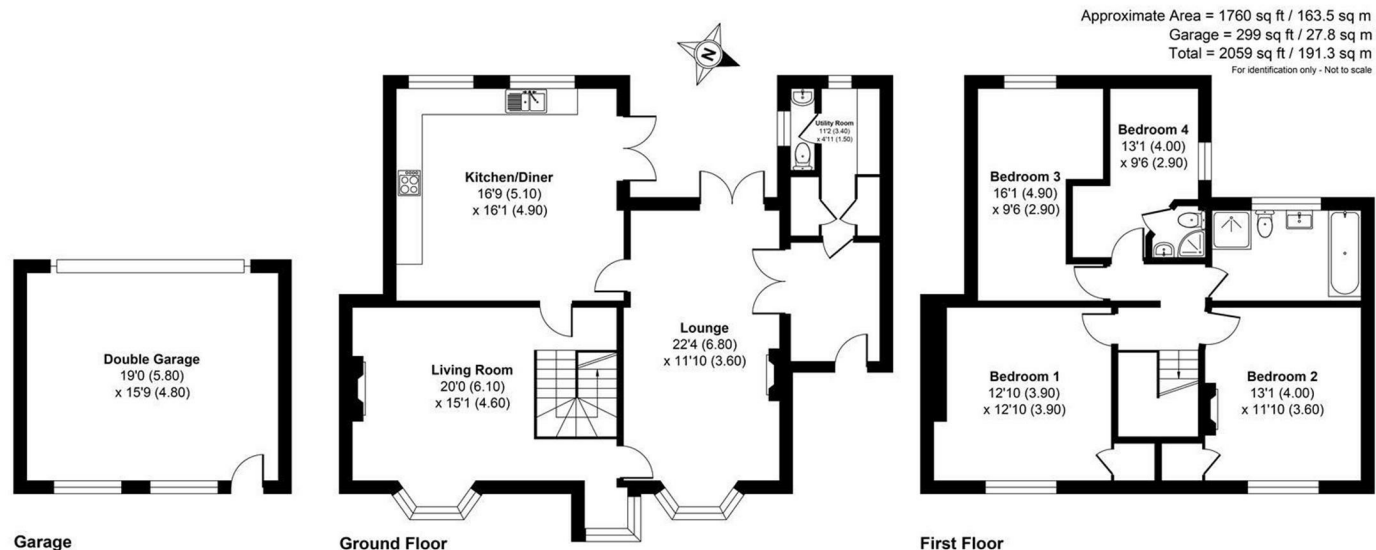 Approximate Area = 1760 sq ft / 163.5 sq m
Garage = 299 sq ft / 27.8 sq m
Total = 2059 sq ft / 191.3 sq m
For identification only - Not to scale
N
Utility Room
11'2 (3.40)
x 4'11 (1.50)
Kitchen/Diner
16'9 (5.10)
x 16'1 (4.90)
Bedroom 4
13'1 (4.00)
x 9'6 (2.90)
Bedroom 3
16'1 (4.90)
x 9'6 (2.90)
Double Garage
19'0 (5.80)
x 15'9 (4.80)
Living Room
20'0 (6.10)
x 15'1 (4.60)
Lounge
22'4 (6.80)
x 11'10 (3.60)
Bedroom 1
12'10 (3.90)
x 12'10 (3.90)
Bedroom 2
13'1 (4.00)
x 11'10 (3.60)
Garage
Ground Floor
First Floor